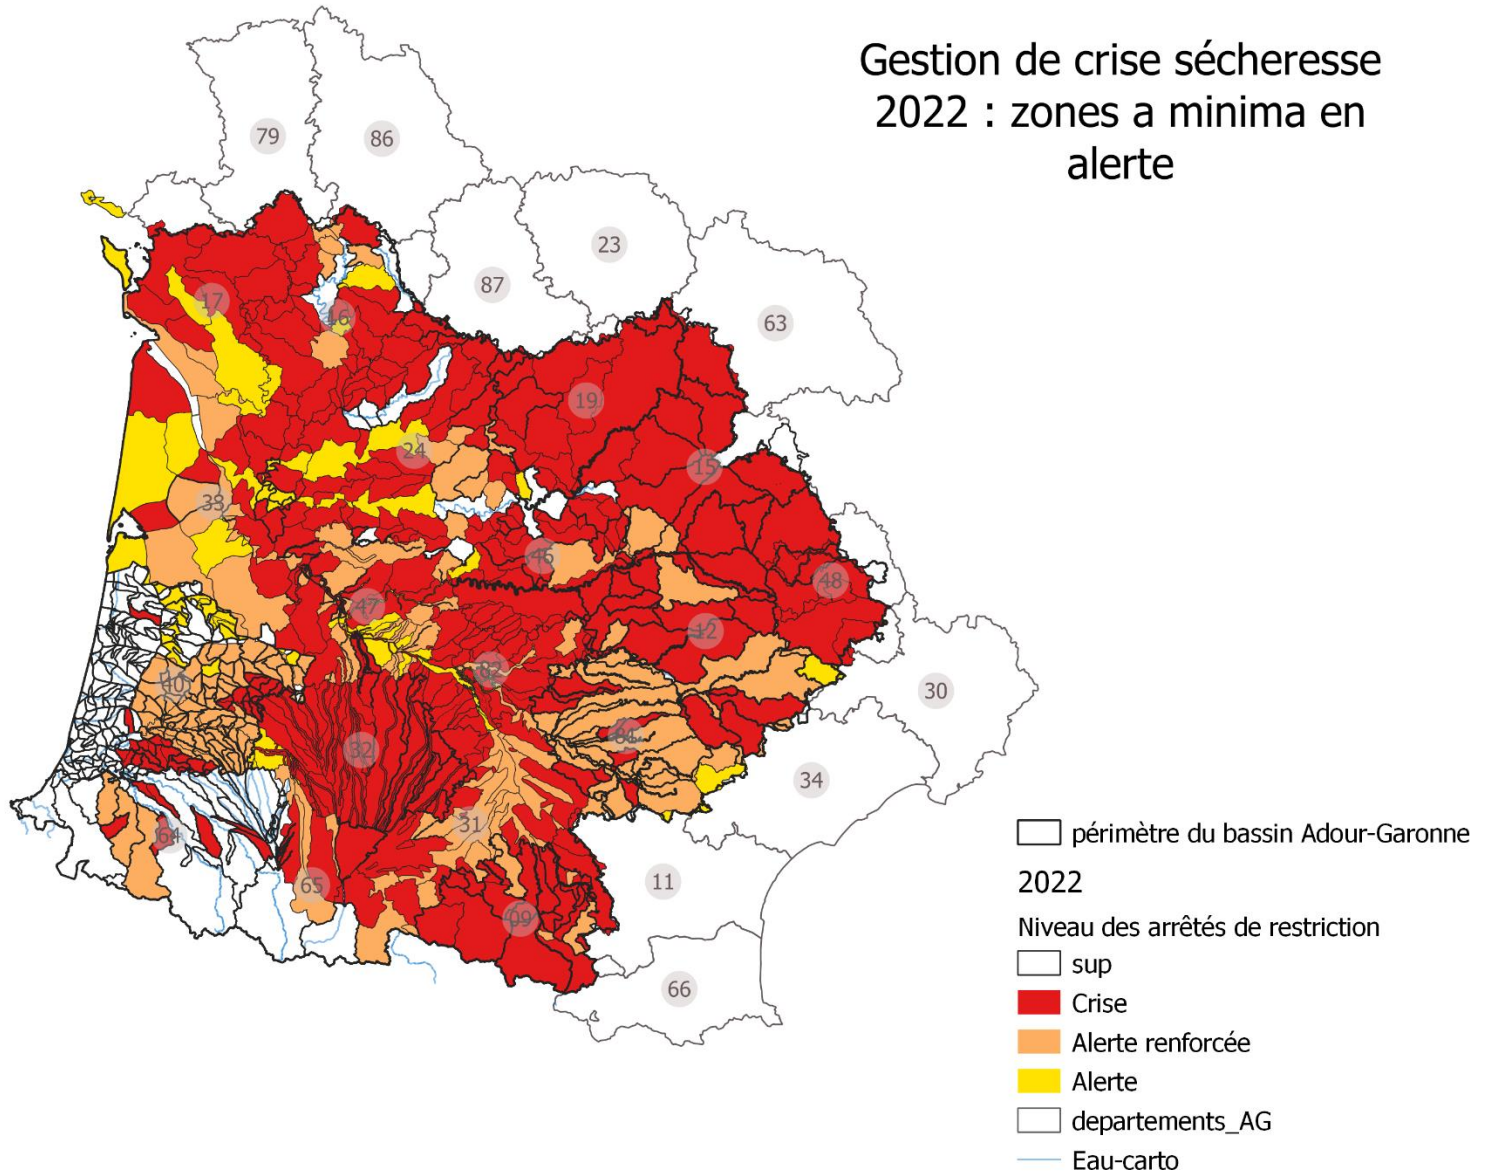 Gestion de crise sécheresse
2022 : zones a minima en
alerte
79
86
23
87
17
16
63
19
24
15
33
46
48
47
12
82
40
30
32
81
34
31
64
65
11
09
66
périmètre du bassin Adour-Garonne
2022
Niveau des arrêtés de restriction
sup
Crise
Alerte renforcée
Alerte
departements_AG
Eau-carto